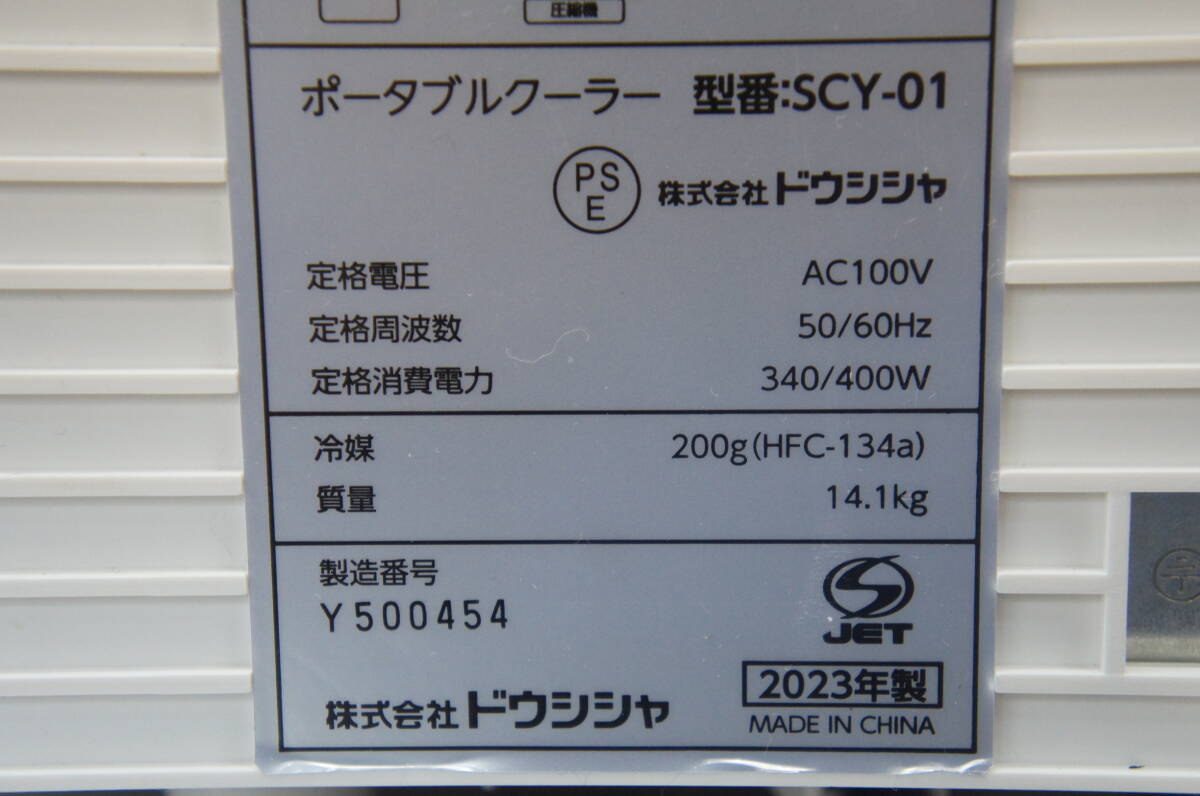 圧縮機
ポータブルクーラー 型番:SCY-01
PS
E
株式会社ドウシシャ
定格電圧 AC100V
定格周波数 50/60Hz
定格消費電力 340/400W
冷媒 200g(HFC-134a)
質量 14.1kg
製造番号
Y500454
S
JET
株式会社ドウシシャ
2023年製
MADE IN CHINA